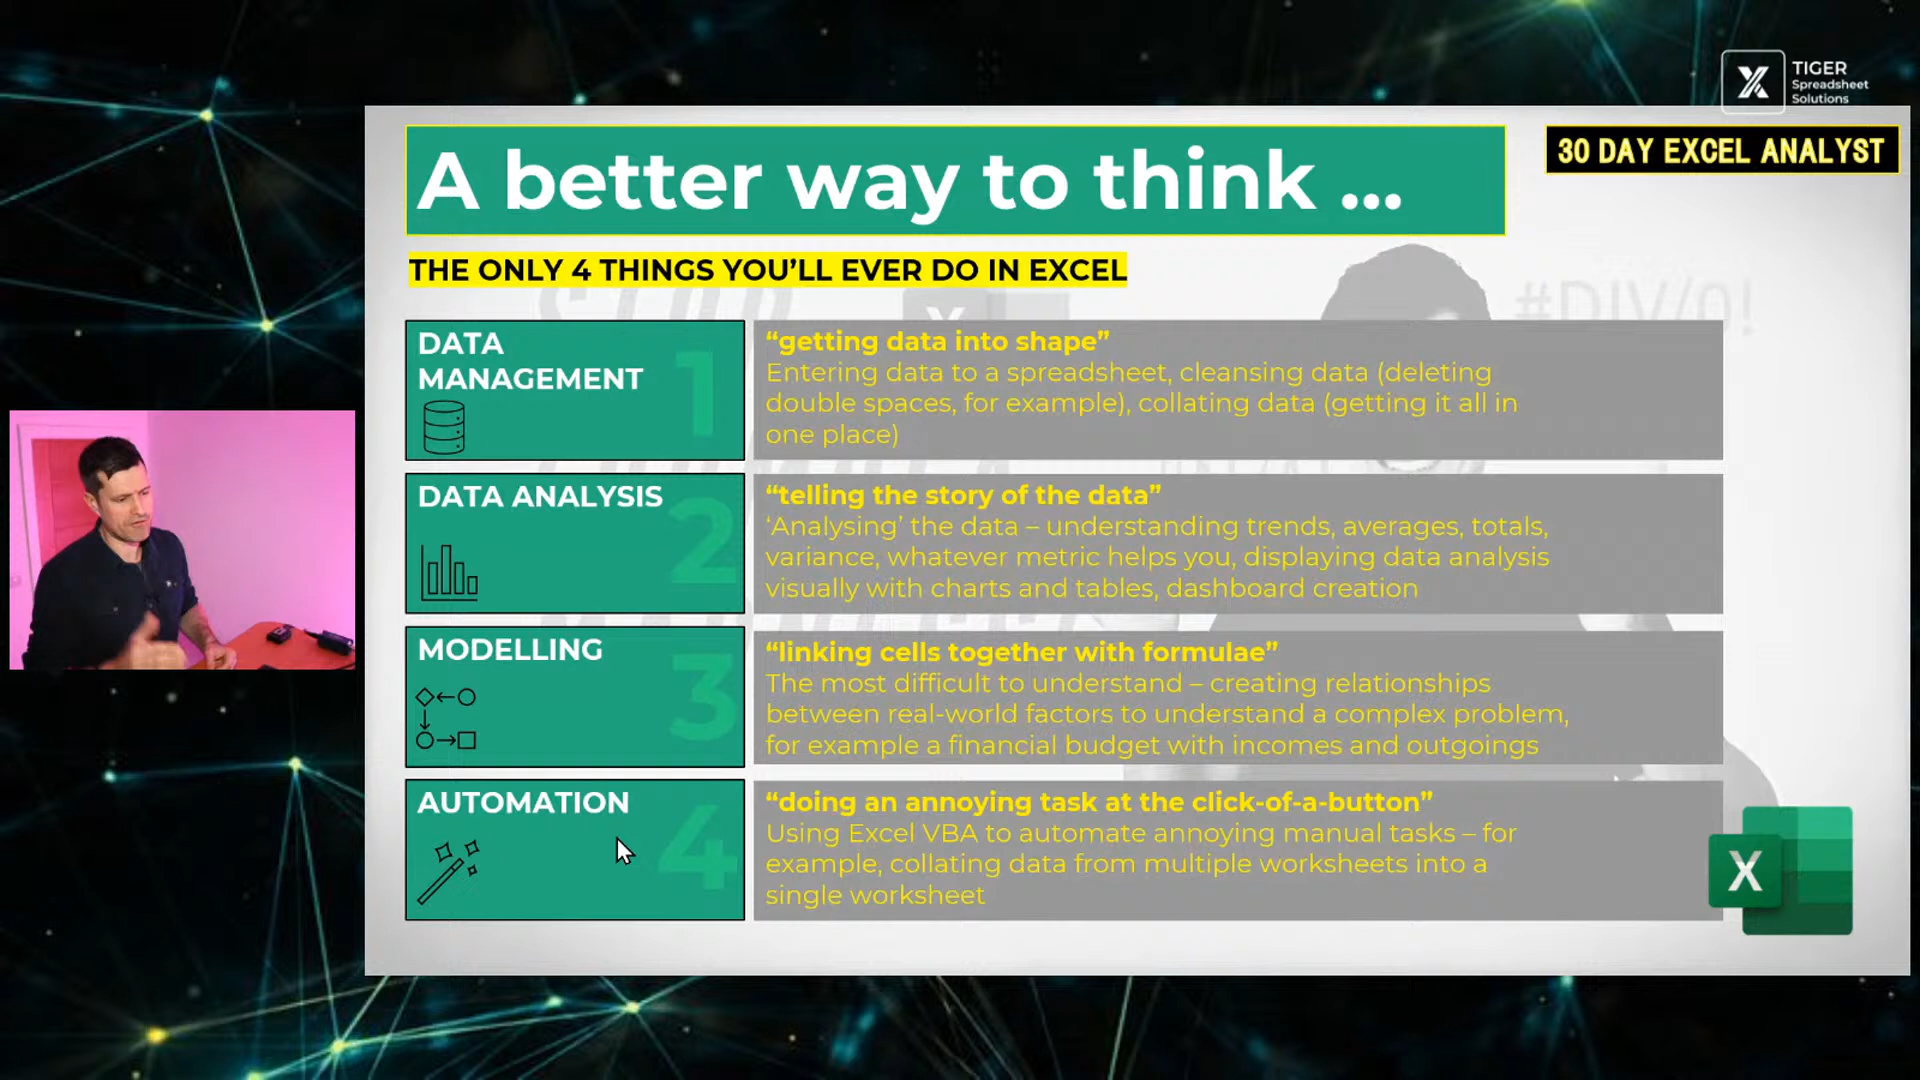 TIGER
Spreadsheet
Solutions
30 DAY EXCEL ANALYST
A better way to think ...
THE ONLY 4 THINGS YOU’LL EVER DO IN EXCEL
#DIV/0!
DATA
MANAGEMENT
1
“getting data into shape”
Entering data to a spreadsheet, cleansing data (deleting
double spaces, for example), collating data (getting it all in
one place)
DATA ANALYSIS
2
“telling the story of the data”
‘Analysing’ the data – understanding trends, averages, totals,
variance, whatever metric helps you, displaying data analysis
visually with charts and tables, dashboard creation
MODELLING
3
“linking cells together with formulae”
The most difficult to understand – creating relationships
between real-world factors to understand a complex problem,
for example a financial budget with incomes and outgoings
AUTOMATION
4
“doing an annoying task at the click-of-a-button”
Using Excel VBA to automate annoying manual tasks – for
example, collating data from multiple worksheets into a
single worksheet
X